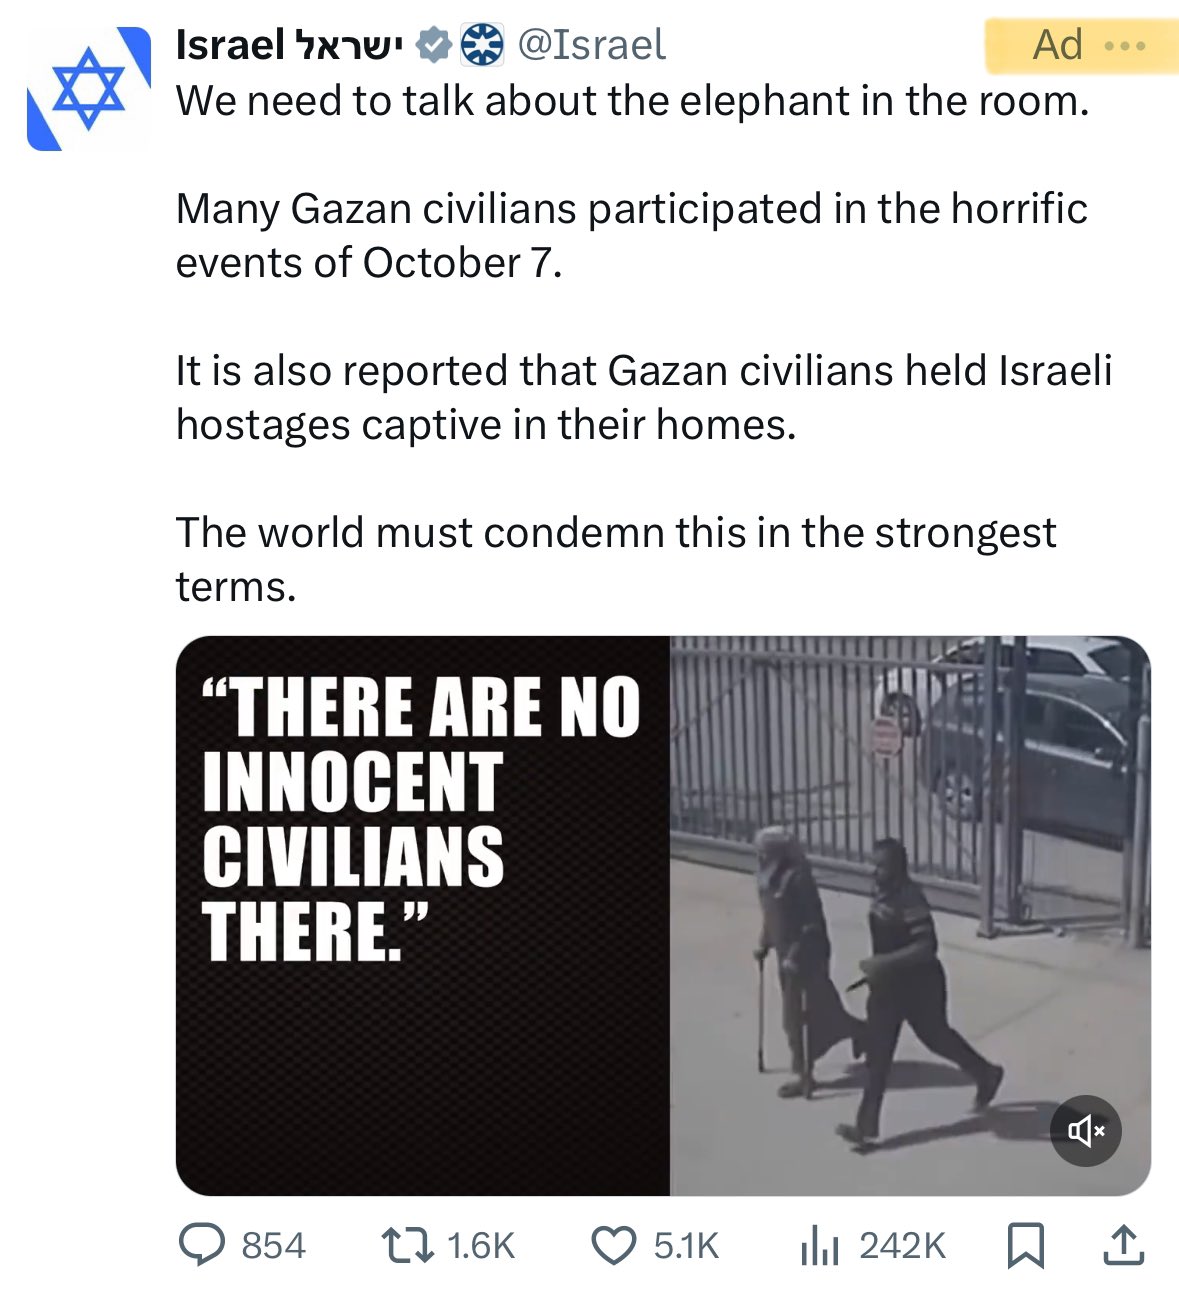 Israel ישראל @Israel Ad
We need to talk about the elephant in the room.
Many Gazan civilians participated in the horrific
events of October 7.
It is also reported that Gazan civilians held Israeli
hostages captive in their homes.
The world must condemn this in the strongest
terms.
“THERE ARE NO
INNOCENT
CIVILIANS
THERE.”
854 1.6K 5.1K 242K